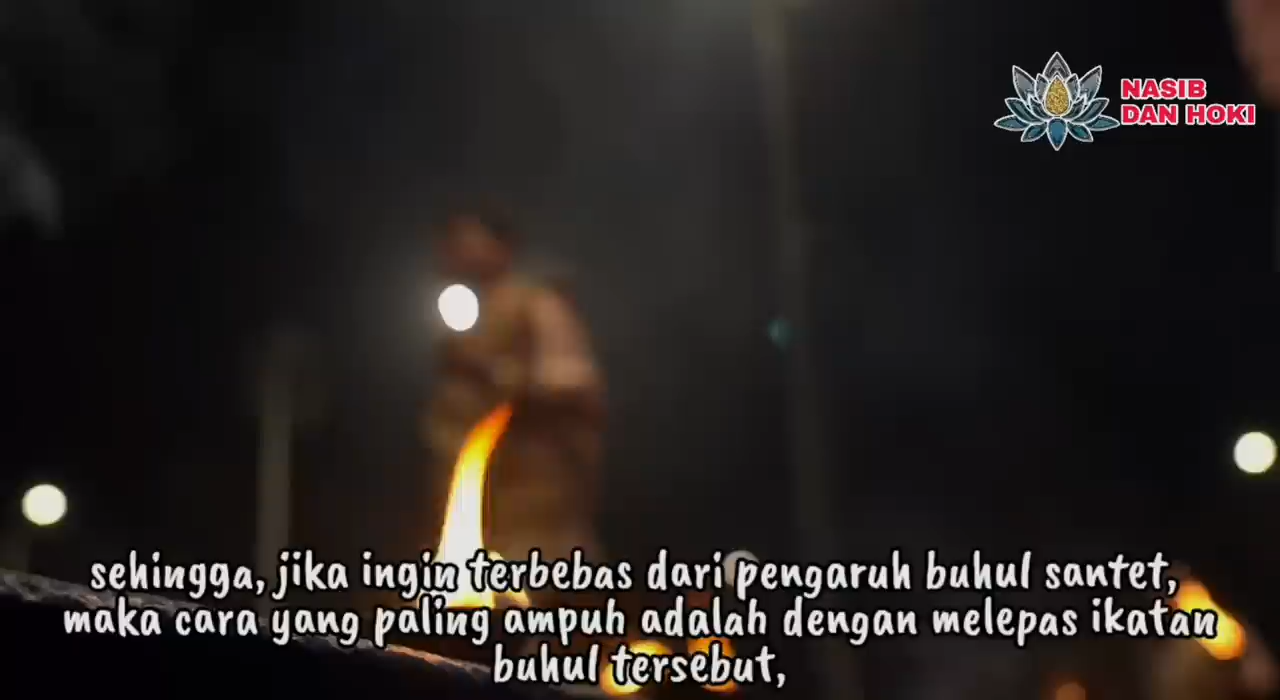 NASIB
DAN HOKI
sehingga, jika ingin terbebas dari pengaruh buhul santet,
maka cara yang paling ampuh adalah dengan melepas ikatan
buhul tersebut,